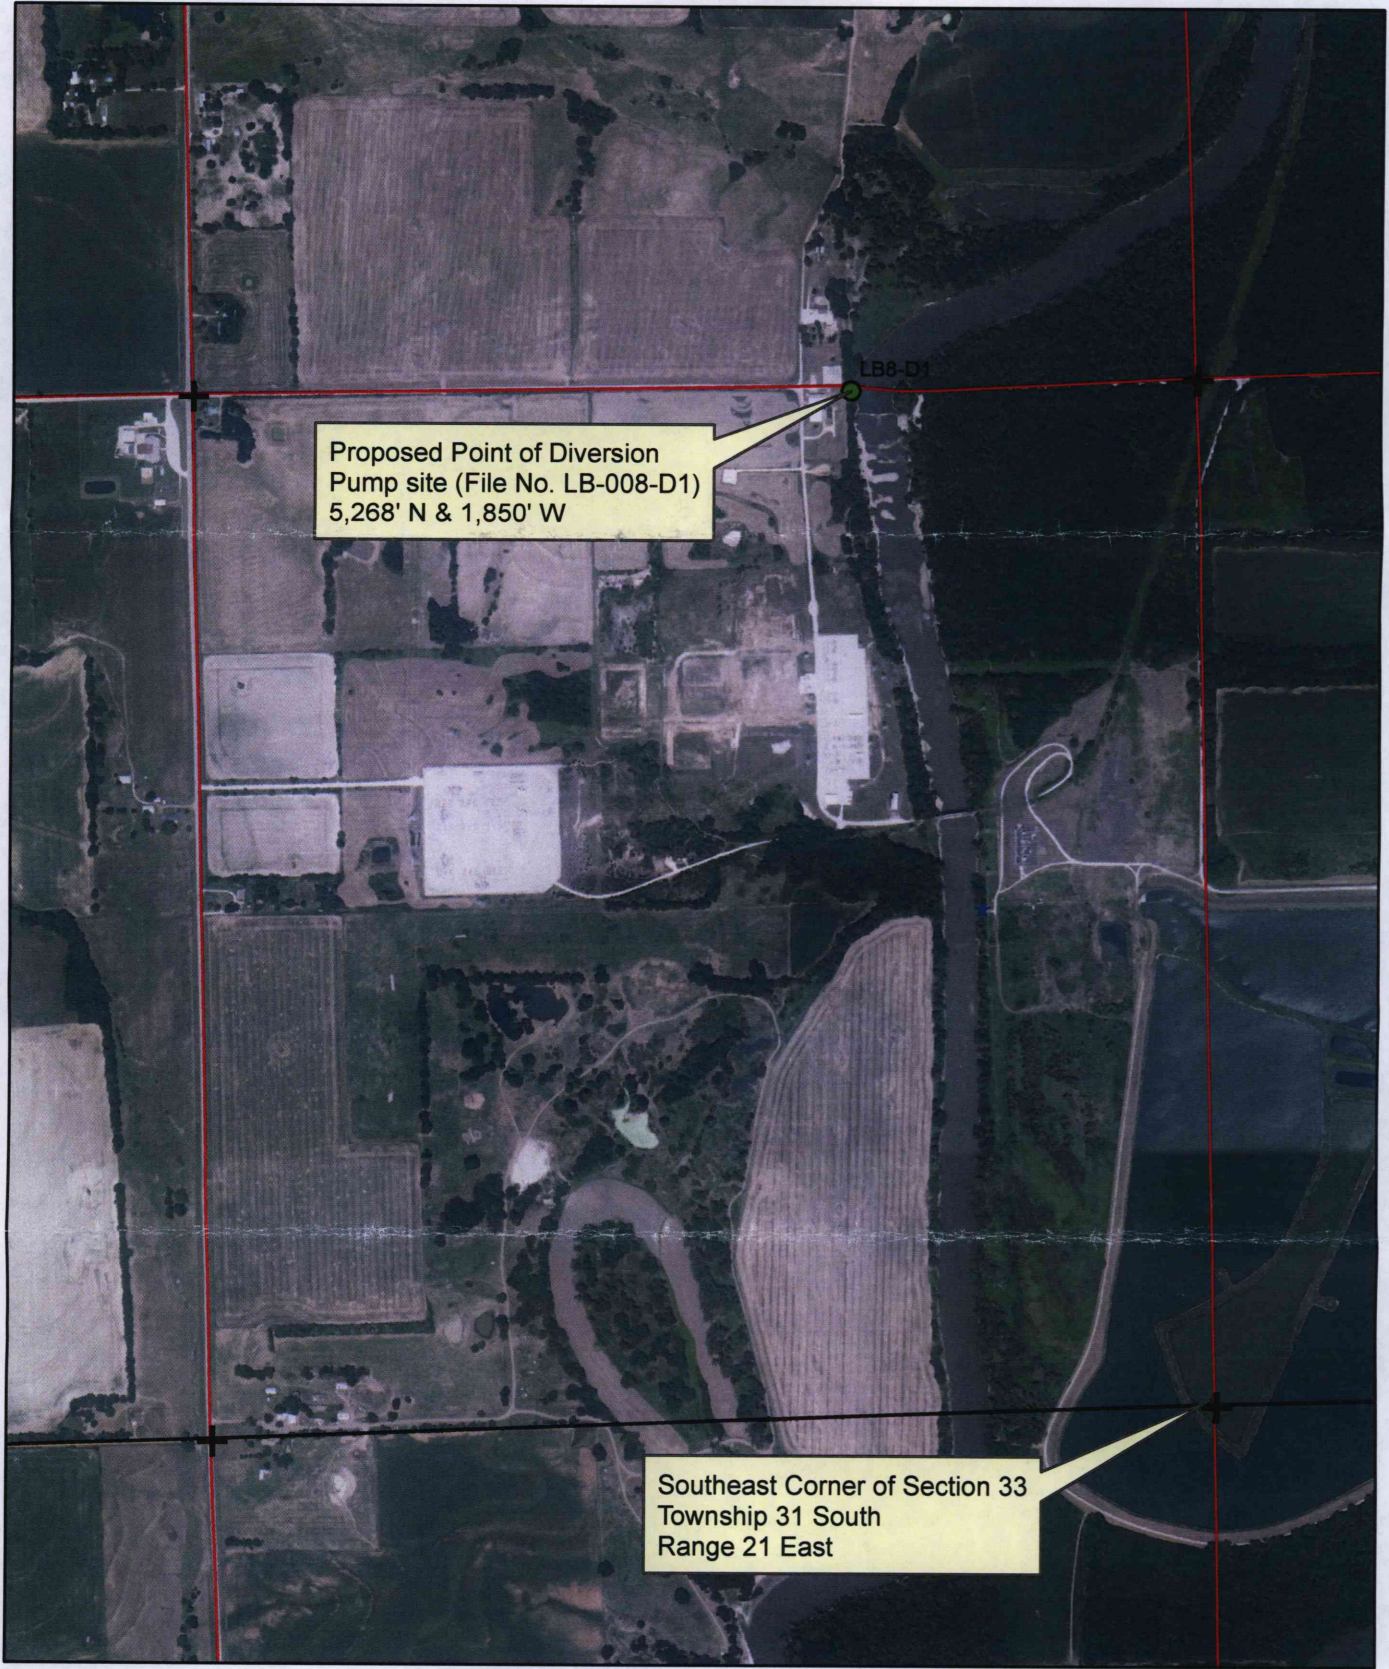 LB8-D1
Proposed Point of Diversion
Pump site (File No. LB-008-D1)
5,268' N & 1,850' W
Southeast Corner of Section 33
Township 31 South
Range 21 East